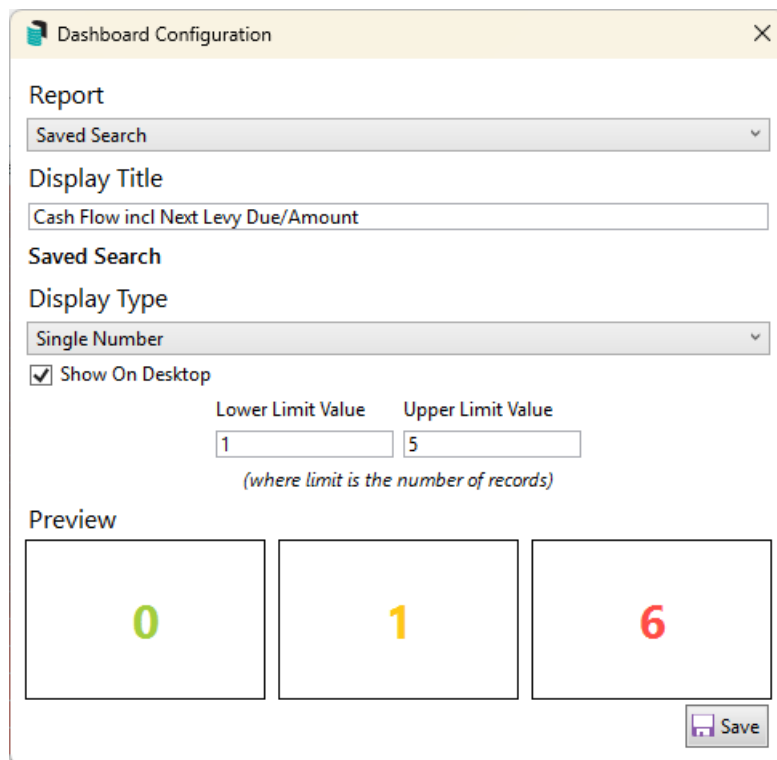 Dashboard Configuration
Report
Saved Search
Display Title
Cash Flow incl Next Levy Due/Amount
Saved Search
Display Type
Single Number
Show On Desktop
Lower Limit Value Upper Limit Value
1 5
(where limit is the number of records)
Preview
0 1 6
Save